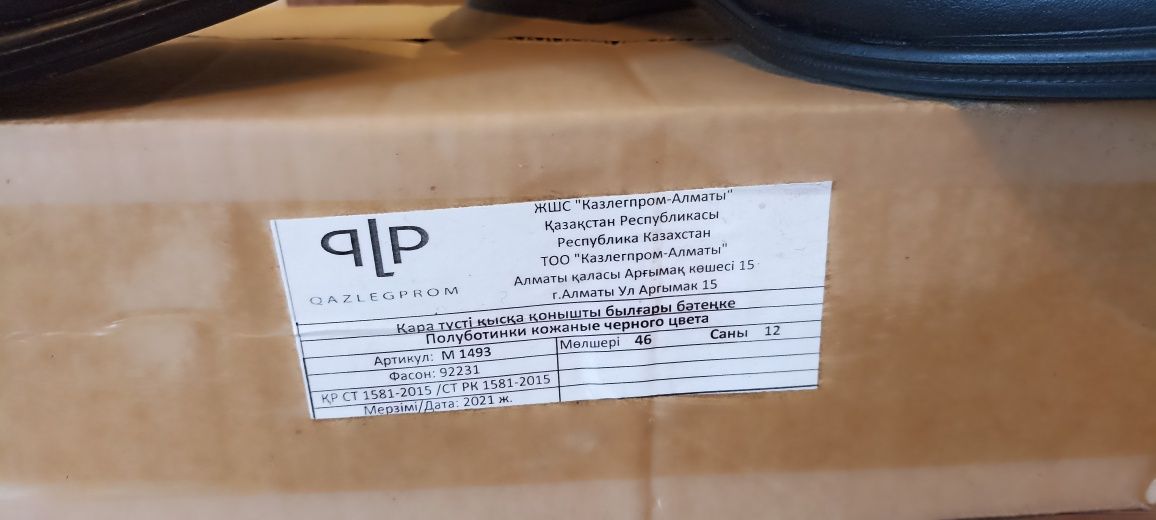 qlp
QAZLEGPROM
ЖШС "Казлегпром-Алматы"
Қазақстан Республикасы
Республика Казахстан
ТОО "Казлегпром-Алматы"
Алматы қаласы Арғымақ көшесі 15
г.Алматы Ул Аргымак 15
Қара түсті қысқа қонышты былғары бәтеңке
Полуботинки кожаные черного цвета
Артикул: М 1493
Мөлшері 46 Саны 12
Фасон: 92231
ҚР СТ 1581-2015 /СТ РК 1581-2015
Мерзімі/Дата: 2021 ж.